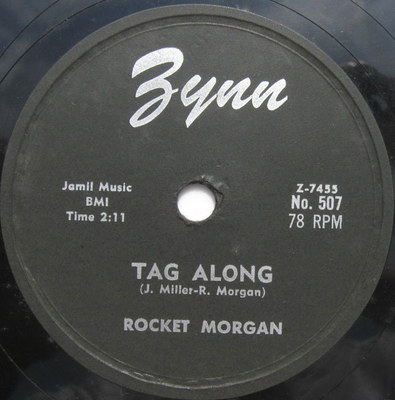 Zynn
Jamil Music
BMI
Time 2:11
Z-7455
No. 507
78 RPM
TAG ALONG
(J. Miller-R. Morgan)
ROCKET MORGAN